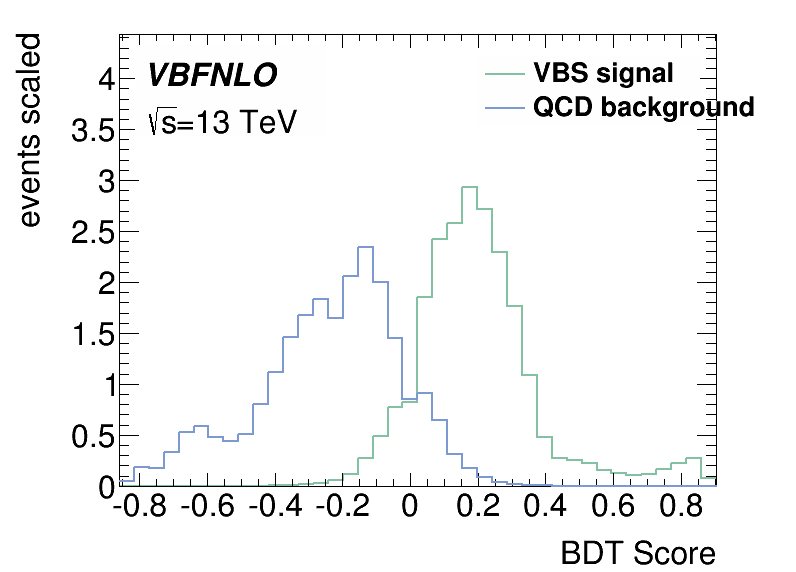 events scaled
VBFNLO
√s=13 TeV
VBS signal
QCD background
4
3.5
3
2.5
2
1.5
1
0.5
0
-0.8 -0.6 -0.4 -0.2 0 0.2 0.4 0.6 0.8
BDT Score